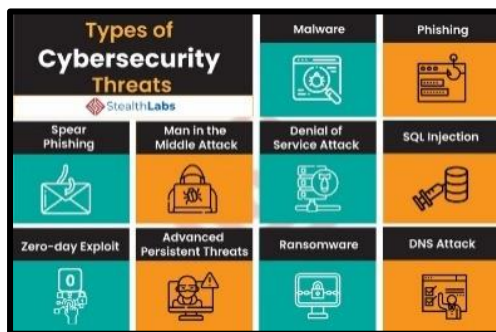 Types of
Cybersecurity
Threats
StealthLabs
Malware
Phishing
Spear
Phishing
Man in the
Middle Attack
Denial of
Service Attack
SQL Injection
Zero-day Exploit
Advanced
Persistent Threats
Ransomware
DNS Attack
0